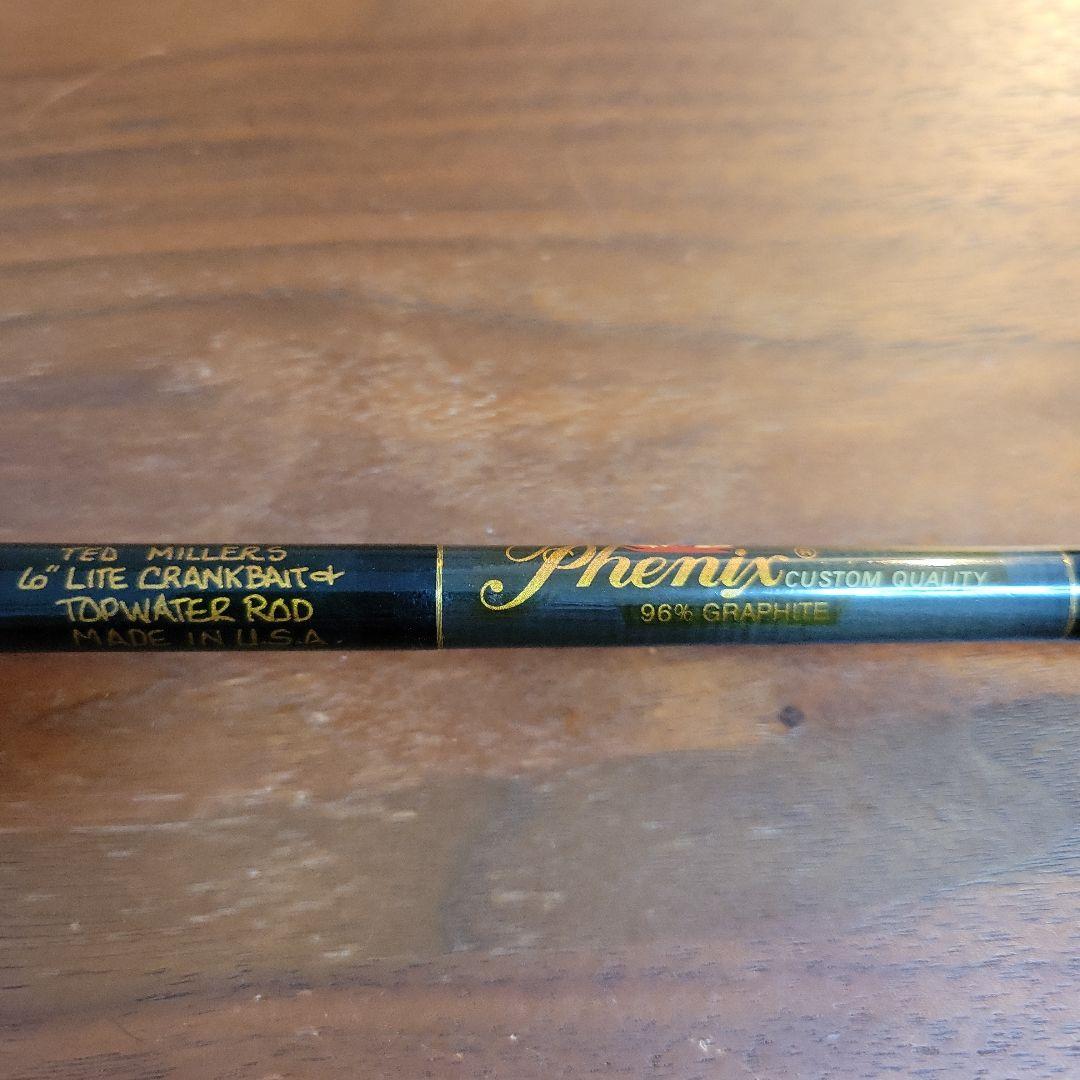 TED MILLERS
6" LITE CRANKBAIT &
TOPWATER ROD
MADE IN U.S.A.
Phenix® CUSTOM QUALITY
96% GRAPHITE